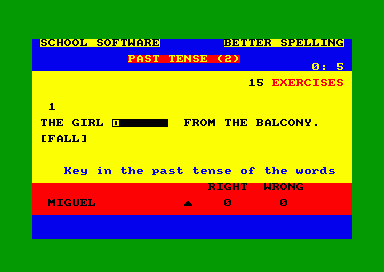 SCHOOL SOFTWARE BETTER SPELLING
PAST TENSE (2)
0: 5
15 EXERCISES
1
THE GIRL FROM THE BALCONY.
[FALL]
Key in the past tense of the words
RIGHT WRONG
MIGUEL 0 0